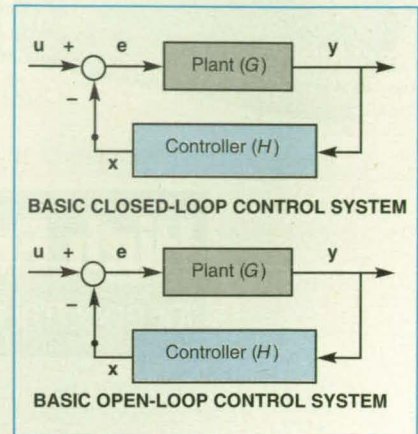 u + e y
Plant (G)
−
Controller (H)
x
BASIC CLOSED-LOOP CONTROL SYSTEM
u + e y
Plant (G)
−
Controller (H)
x
BASIC OPEN-LOOP CONTROL SYSTEM